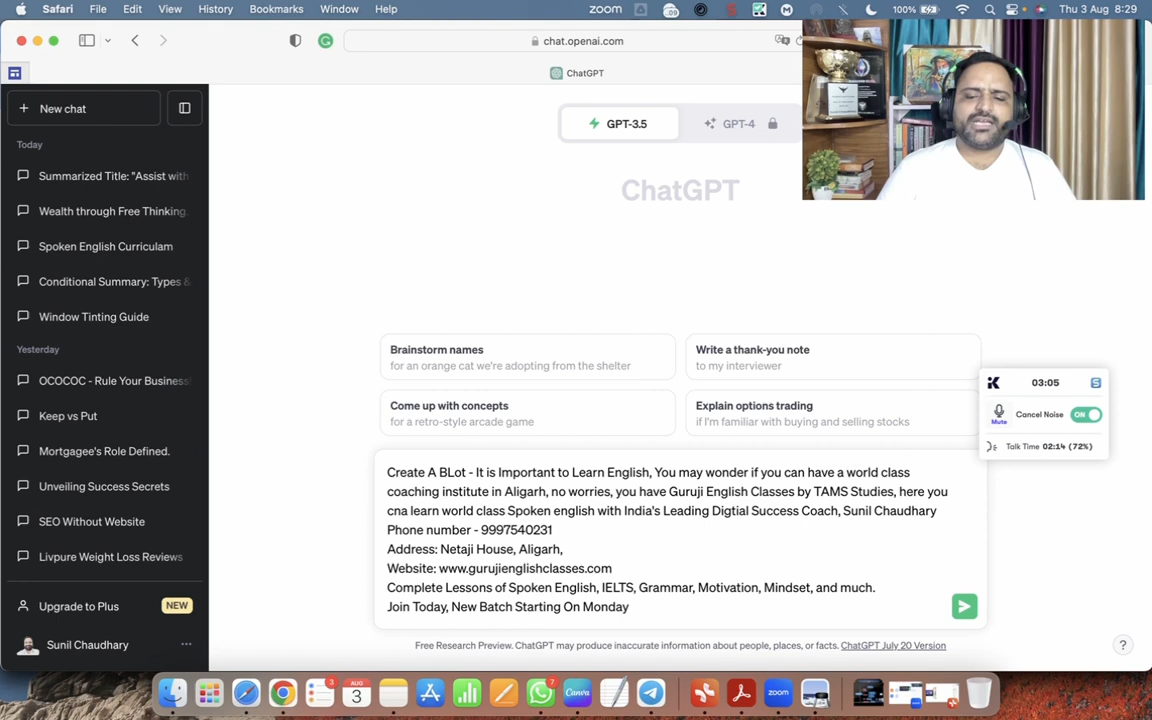 Safari File Edit View History Bookmarks Window Help
zoom 100% Thu 3 Aug 8:29
chat.openai.com
ChatGPT
New chat
GPT-3.5 GPT-4
Today
Summarized Title: "Assist with
Wealth through Free Thinking.
Spoken English Curriculam
Conditional Summary: Types &
Window Tinting Guide
Yesterday
OCOCOC - Rule Your Business!
Keep vs Put
Mortgagee's Role Defined.
Unveiling Success Secrets
SEO Without Website
Livpure Weight Loss Reviews
Upgrade to Plus NEW
Sunil Chaudhary
ChatGPT
Brainstorm names
for an orange cat we're adopting from the shelter
Write a thank-you note
to my interviewer
Come up with concepts
for a retro-style arcade game
Explain options trading
if I'm familiar with buying and selling stocks
03:05
Mute Cancel Noise ON
Talk Time 02:14 (72%)
Create A BLot - It is Important to Learn English, You may wonder if you can have a world class
coaching institute in Aligarh, no worries, you have Guruji English Classes by TAMS Studies, here you
cna learn world class Spoken english with India's Leading Digtial Success Coach, Sunil Chaudhary
Phone number - 9997540231
Address: Netaji House, Aligarh,
Website: www.gurujienglishclasses.com
Complete Lessons of Spoken English, IELTS, Grammar, Motivation, Mindset, and much.
Join Today, New Batch Starting On Monday
Free Research Preview. ChatGPT may produce inaccurate information about people, places, or facts. ChatGPT July 20 Version
?
3
AUG
3
7
Canva
zoom